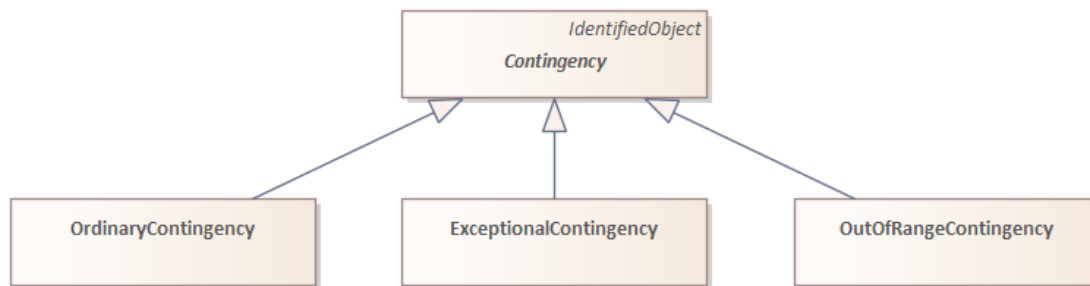 IdentifiedObject
Contingency
OrdinaryContingency
ExceptionalContingency
OutOfRangeContingency